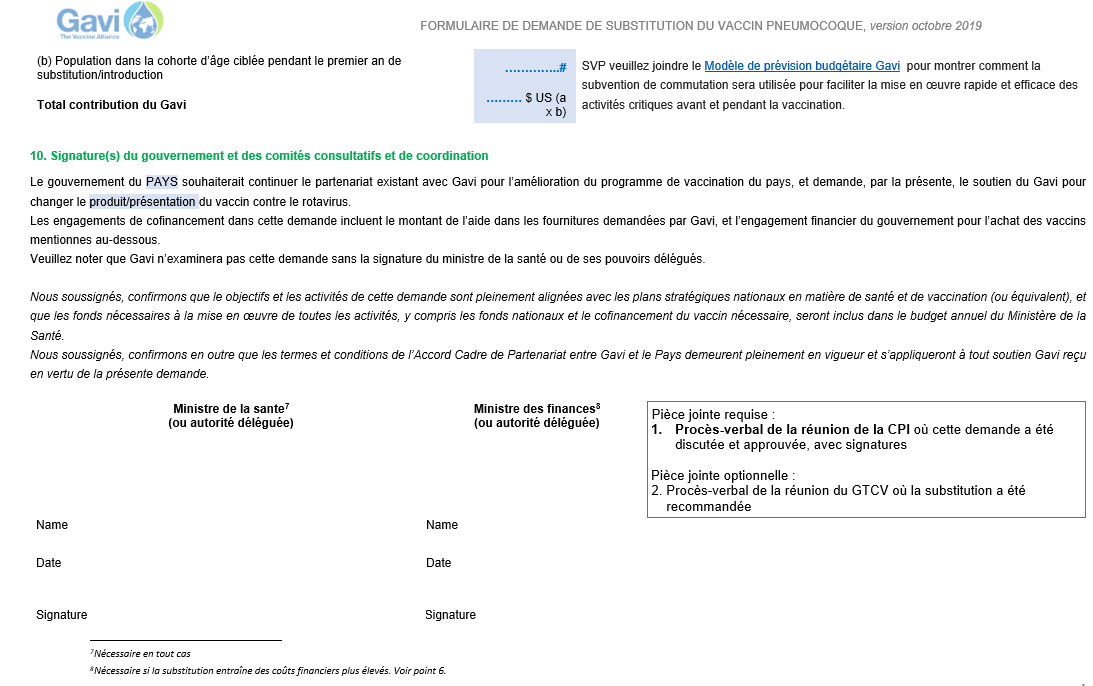 Gavi
The Vaccine Alliance
FORMULAIRE DE DEMANDE DE SUBSTITUTION DU VACCIN PNEUMOCOQUE, version octobre 2019
(b) Population dans la cohorte d’âge ciblée pendant le premier an de
substitution/introduction
Total contribution du Gavi
..............#
......... $ US (a
x b)
SVP veuillez joindre le Modèle de prévision budgétaire Gavi pour montrer comment la
subvention de commutation sera utilisée pour faciliter la mise en œuvre rapide et efficace des
activités critiques avant et pendant la vaccination.
10. Signature(s) du gouvernement et des comités consultatifs et de coordination
Le gouvernement du PAYS souhaiterait continuer le partenariat existant avec Gavi pour l’amélioration du programme de vaccination du pays, et demande, par la présente, le soutien du Gavi pour
changer le produit/présentation du vaccin contre le rotavirus.
Les engagements de cofinancement dans cette demande incluent le montant de l’aide dans les fournitures demandées par Gavi, et l’engagement financier du gouvernement pour l’achat des vaccins
mentionnes au-dessous.
Veuillez noter que Gavi n’examinera pas cette demande sans la signature du ministre de la santé ou de ses pouvoirs délégués.
Nous soussignés, confirmons que le objectifs et les activités de cette demande sont pleinement alignées avec les plans stratégiques nationaux en matière de santé et de vaccination (ou équivalent), et
que les fonds nécessaires à la mise en œuvre de toutes les activités, y compris les fonds nationaux et le cofinancement du vaccin nécessaire, seront inclus dans le budget annuel du Ministère de la
Santé.
Nous soussignés, confirmons en outre que les termes et conditions de l’Accord Cadre de Partenariat entre Gavi et le Pays demeurent pleinement en vigueur et s’appliqueront à tout soutien Gavi reçu
en vertu de la présente demande.
Ministre de la sante⁷
(ou autorité déléguée)
Ministre des finances⁸
(ou autorité déléguée)
Pièce jointe requise :
1. Procès-verbal de la réunion de la CPI où cette demande a été
discutée et approuvée, avec signatures
Pièce jointe optionnelle :
2. Procès-verbal de la réunion du GTCV où la substitution a été
recommandée
Name
Name
Date
Date
Signature
Signature
⁷Nécessaire en tout cas
⁸Nécessaire si la substitution entraîne des coûts financiers plus élevés. Voir point 6.